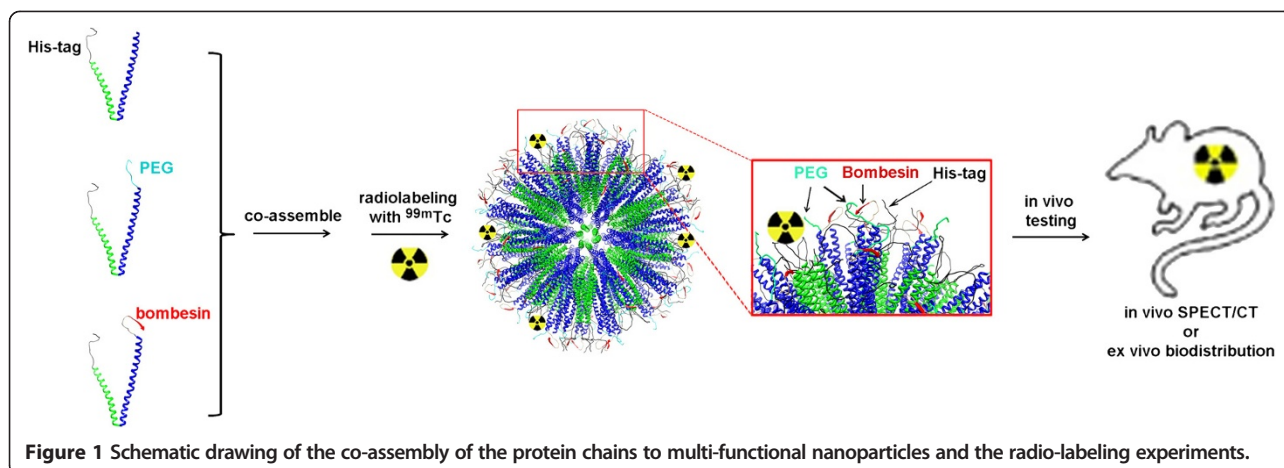 His-tag
PEG
bombesin
co-assemble
radiolabeling
with 99mTc
PEG Bombesin His-tag
in vivo
testing
in vivo SPECT/CT
or
ex vivo biodistribution
Figure 1 Schematic drawing of the co-assembly of the protein chains to multi-functional nanoparticles and the radio-labeling experiments.